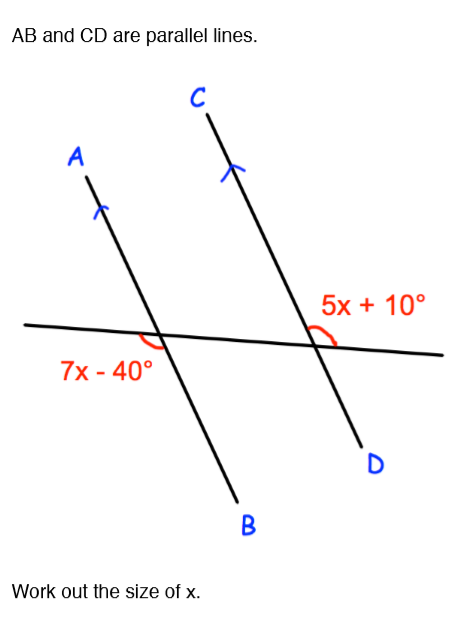 AB and CD are parallel lines.
C
A
5x + 10°
7x - 40°
D
B
Work out the size of x.